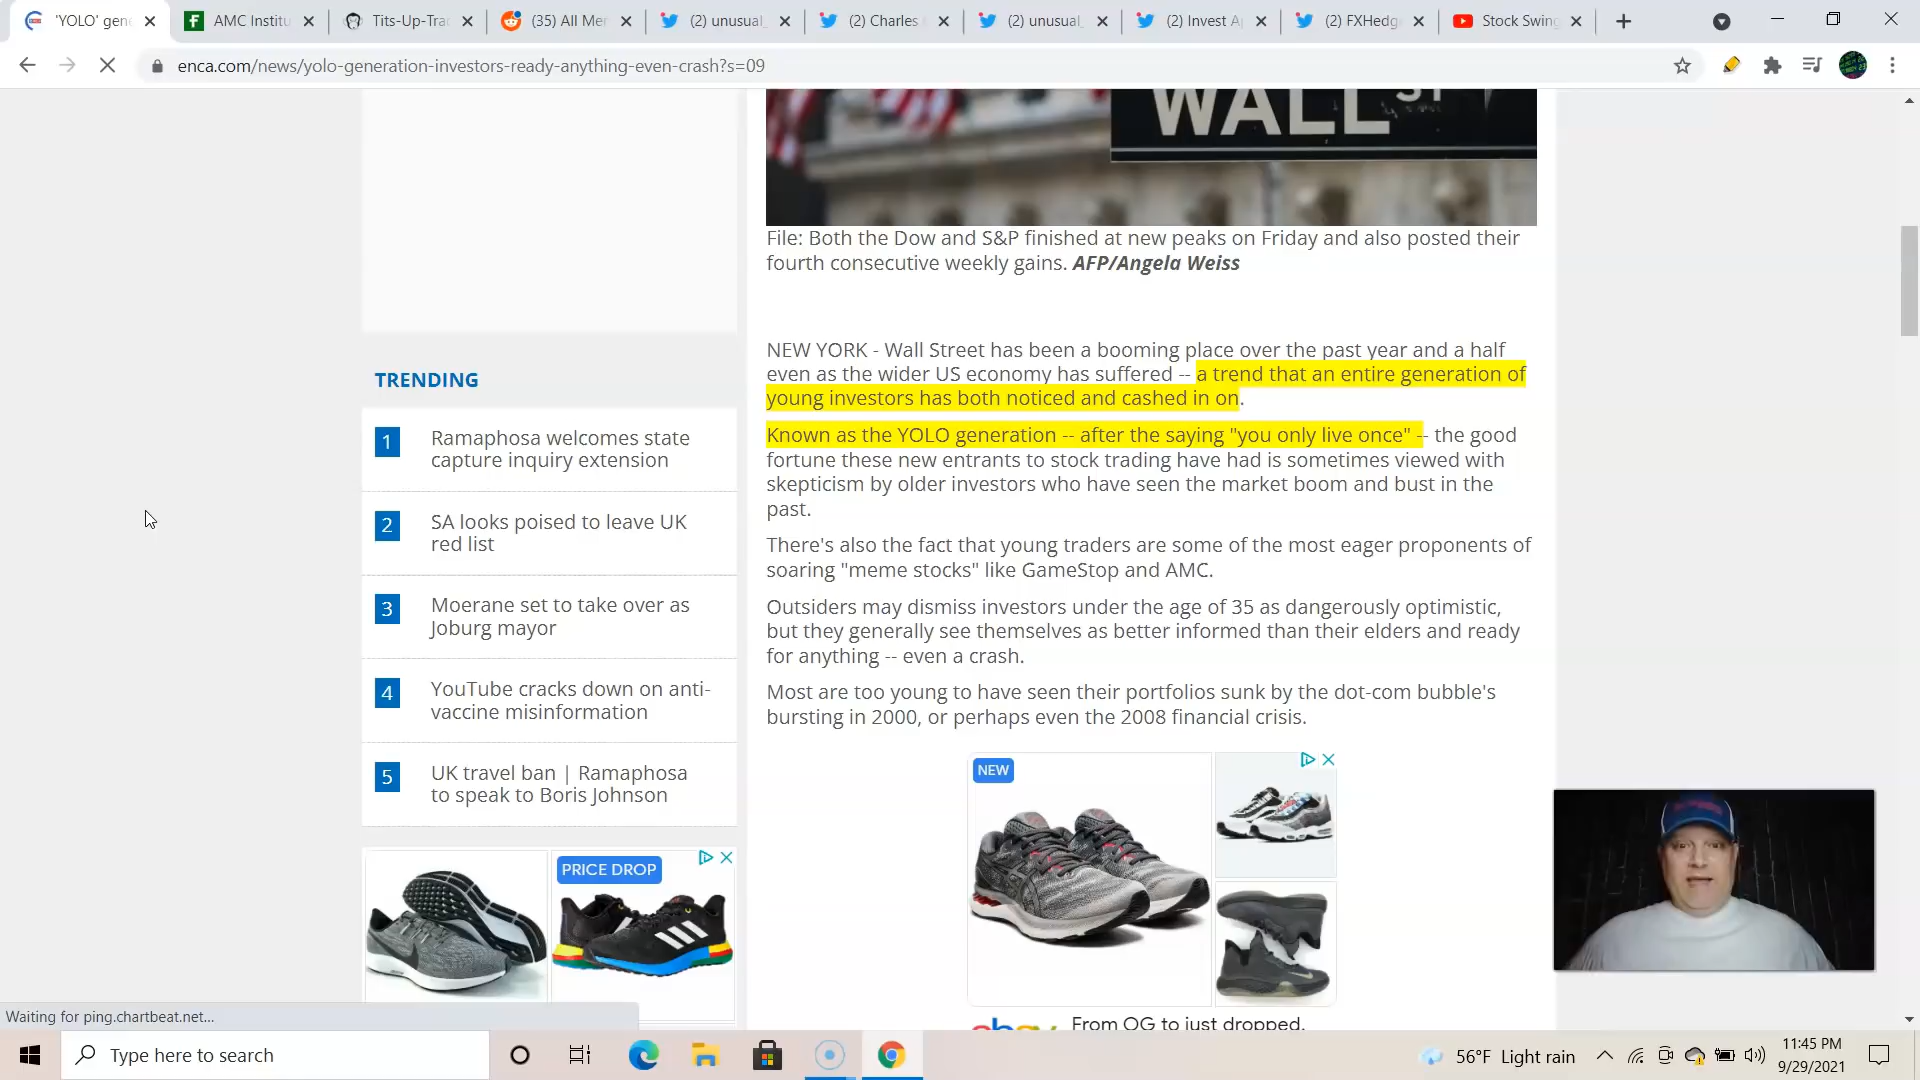 'YOLO' gen
AMC Institu
Tits-Up-Tra
(35) All Me
(2) unusual_
(2) Charles
(2) unusual_
(2) Invest A
(2) FXHedg
Stock Swing
enca.com/news/yolo-generation-investors-ready-anything-even-crash?s=09
WALL ST
File: Both the Dow and S&P finished at new peaks on Friday and also posted their
fourth consecutive weekly gains. AFP/Angela Weiss
NEW YORK - Wall Street has been a booming place over the past year and a half
even as the wider US economy has suffered -- a trend that an entire generation of
young investors has both noticed and cashed in on.
Known as the YOLO generation -- after the saying "you only live once" -- the good
fortune these new entrants to stock trading have had is sometimes viewed with
skepticism by older investors who have seen the market boom and bust in the
past.
There's also the fact that young traders are some of the most eager proponents of
soaring "meme stocks" like GameStop and AMC.
Outsiders may dismiss investors under the age of 35 as dangerously optimistic,
but they generally see themselves as better informed than their elders and ready
for anything -- even a crash.
Most are too young to have seen their portfolios sunk by the dot-com bubble's
bursting in 2000, or perhaps even the 2008 financial crisis.
TRENDING
1 Ramaphosa welcomes state
capture inquiry extension
2 SA looks poised to leave UK
red list
3 Moerane set to take over as
Joburg mayor
4 YouTube cracks down on anti-
vaccine misinformation
5 UK travel ban | Ramaphosa
to speak to Boris Johnson
PRICE DROP
NEW
ebay
From OG to just dropped.
Waiting for ping.chartbeat.net...
Type here to search
56°F Light rain
11:45 PM
9/29/2021